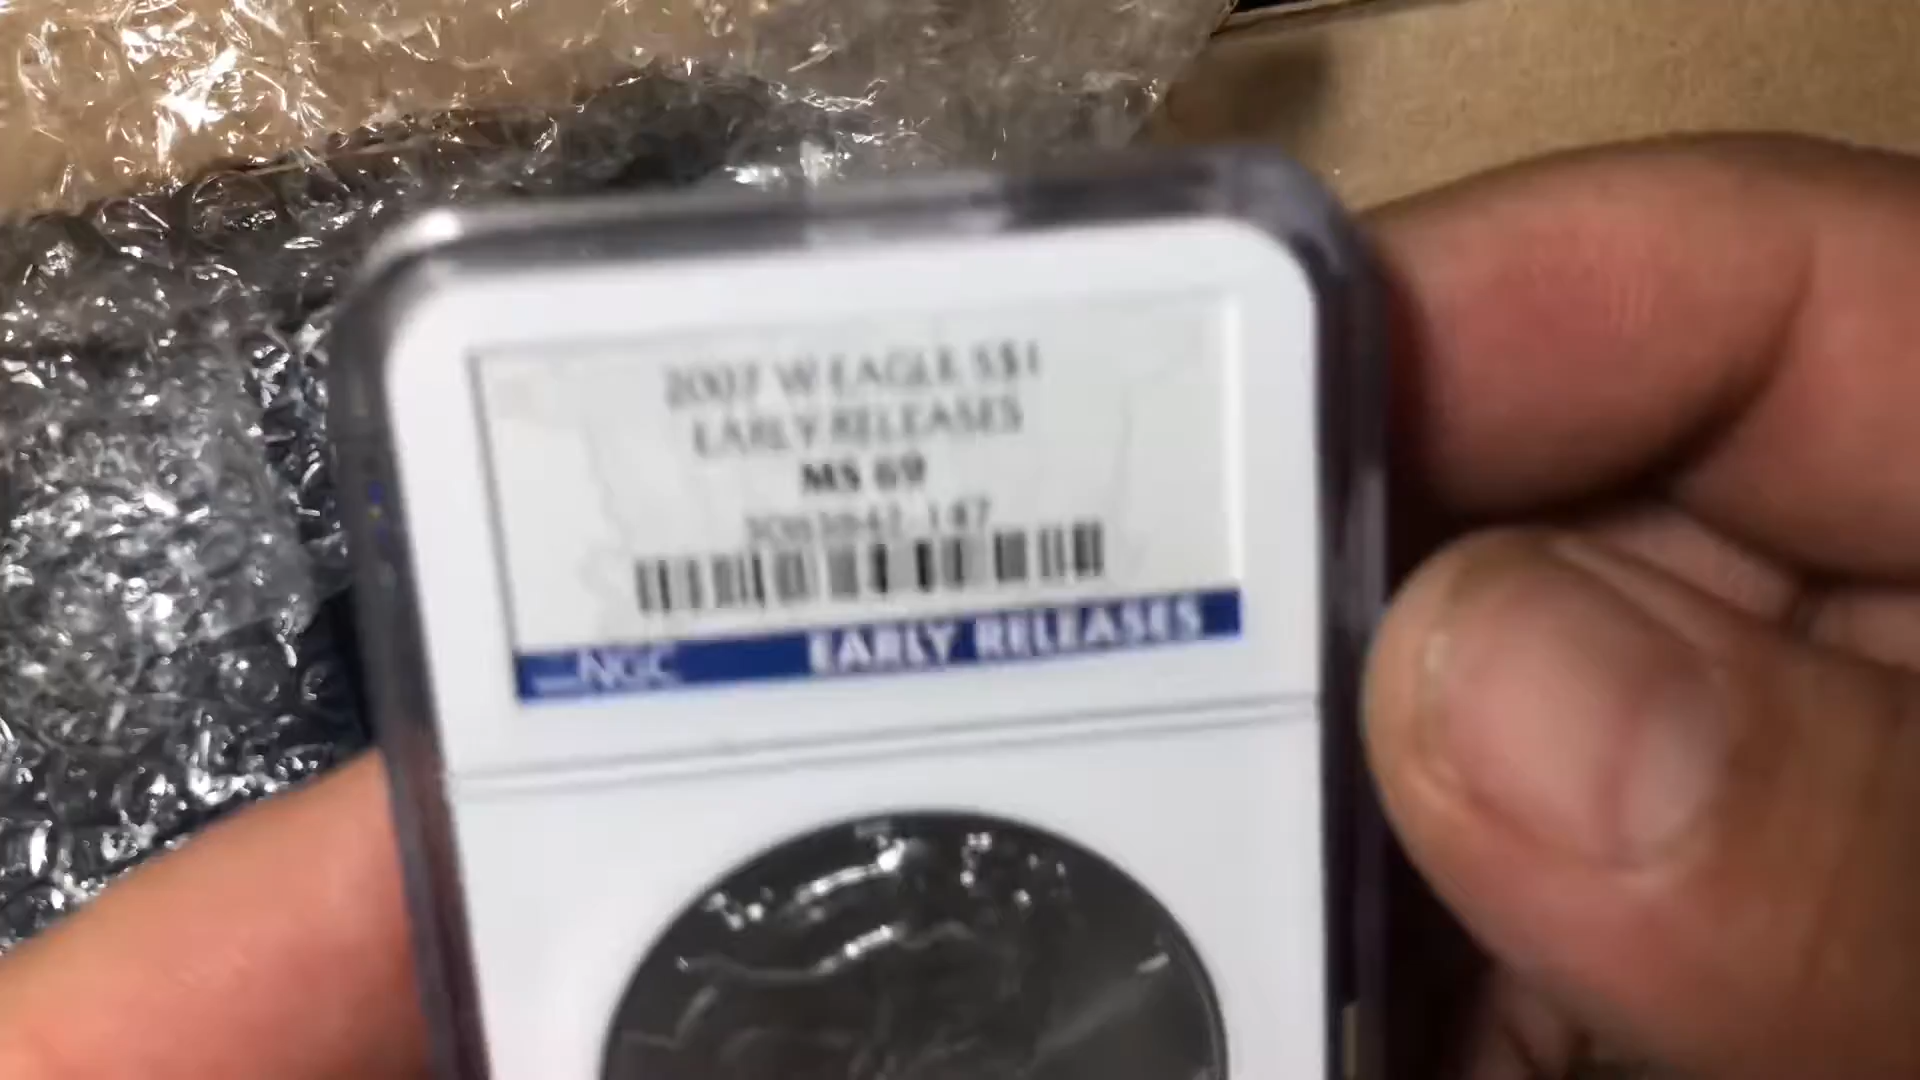 2007 W EAGLE S$1
EARLY RELEASES
MS 69
NGC EARLY RELEASES